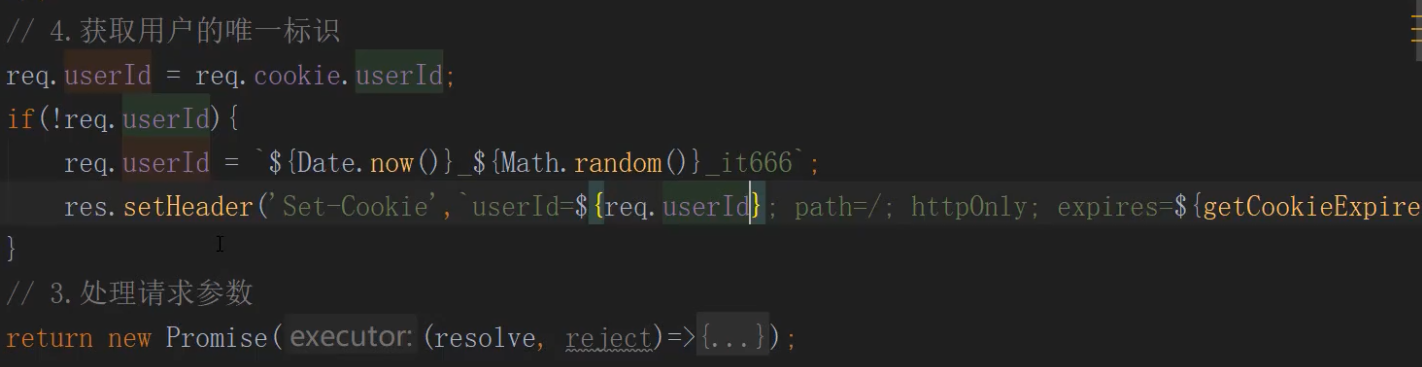 // 4.获取用户的唯一标识
req.userId = req.cookie.userId;
if(!req.userId){
req.userId = `${Date.now()}_${Math.random()}_it666`;
res.setHeader('Set-Cookie',`userId=${req.userId}; path=/; httpOnly; expires=${getCookieExpire
}
// 3.处理请求参数
return new Promise( executor: (resolve, reject)=>{...});